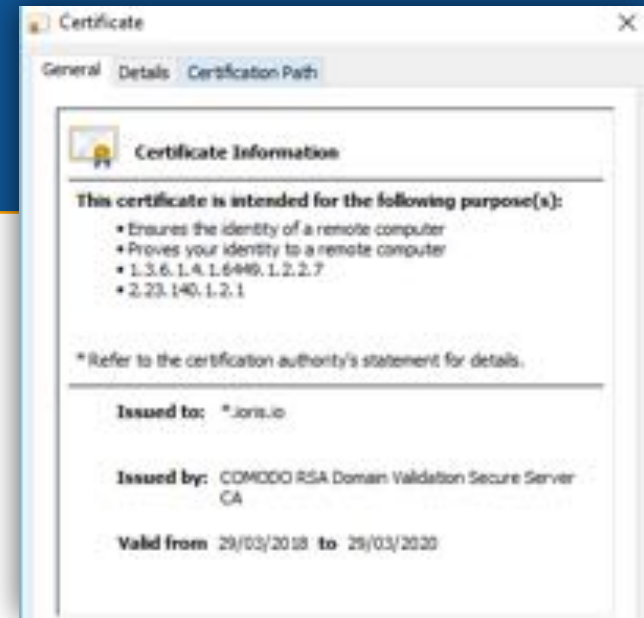 Certificate
General Details Certification Path
Certificate Information
This certificate is intended for the following purpose(s):
• Ensures the identity of a remote computer
• Proves your identity to a remote computer
• 1.3.6.1.4.1.6449.1.2.2.7
• 2.23.140.1.2.1
* Refer to the certification authority's statement for details.
Issued to: *.ioris.io
Issued by: COMODO RSA Domain Validation Secure Server
CA
Valid from 29/03/2018 to 29/03/2020